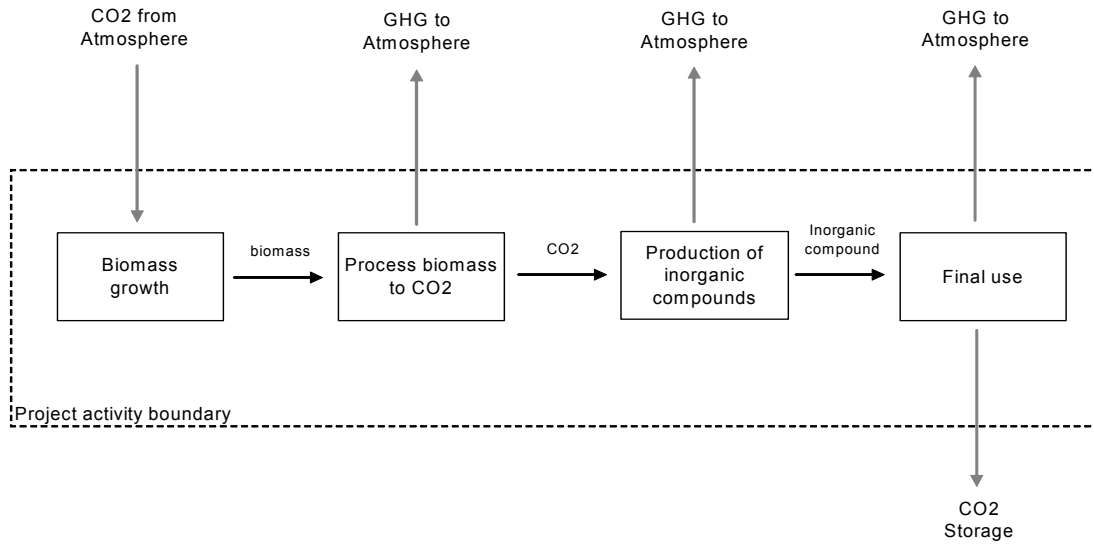 CO2 from
Atmosphere
GHG to
Atmosphere
GHG to
Atmosphere
GHG to
Atmosphere
Biomass
growth
biomass
Process biomass
to CO2
CO2
Production of
inorganic
compounds
Inorganic
compound
Final use
Project activity boundary
CO2
Storage